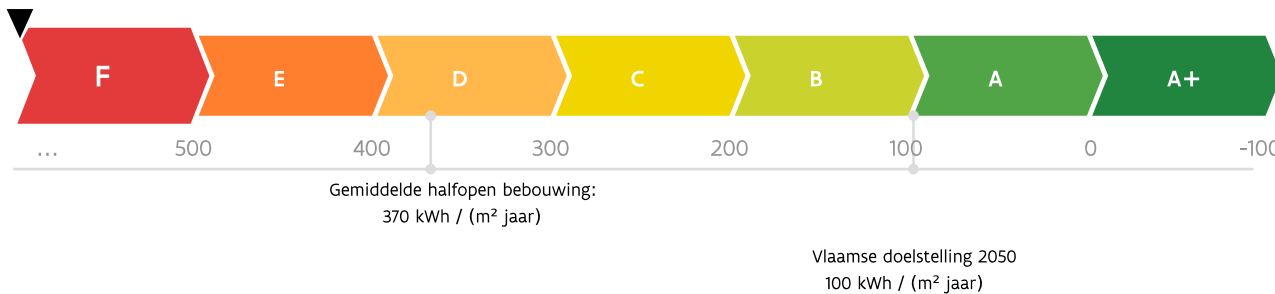 F E D C B A A+
... 500 400 300 200 100 0 -100
Gemiddelde halfopen bebouwing:
370 kWh / (m² jaar)
Vlaamse doelstelling 2050
100 kWh / (m² jaar)